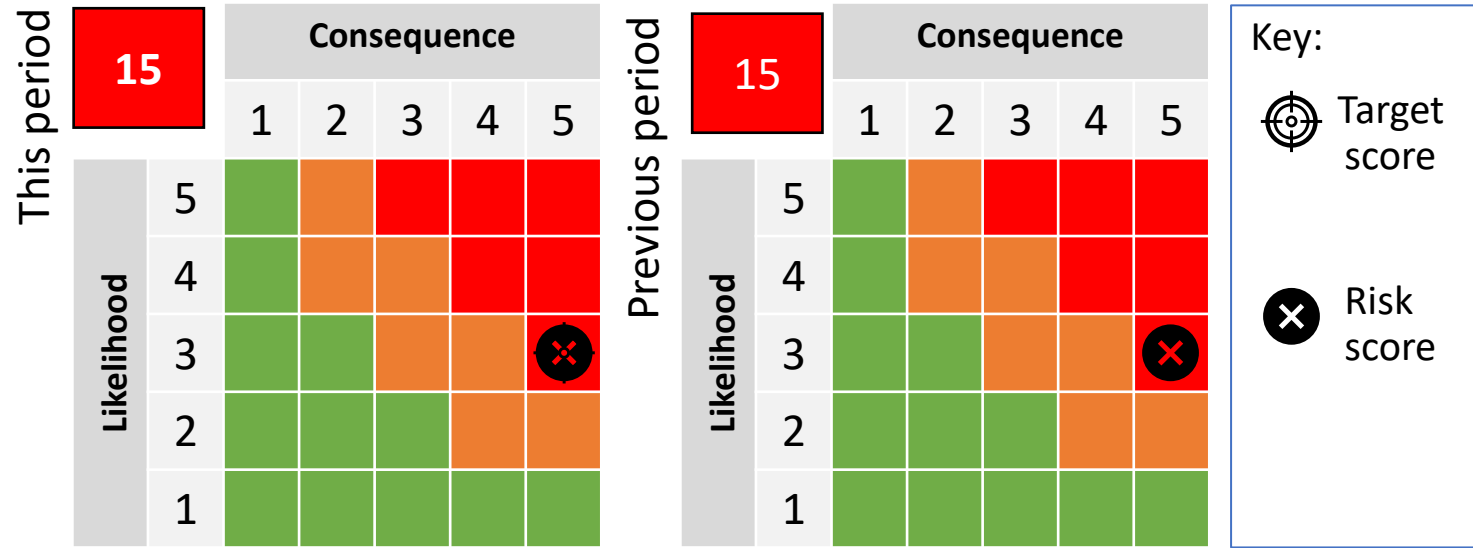 This period
15
Consequence
1 2 3 4 5
Likelihood
5
4
3
2
1
Previous period
15
Consequence
1 2 3 4 5
Likelihood
5
4
3
2
1
Key:
Target
score
Risk
score